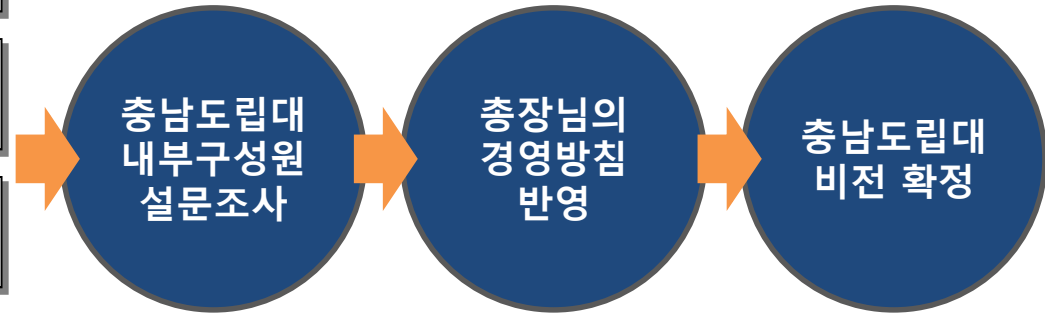 충남도립대
내부구성원
설문조사
총장님의
경영방침
반영
충남도립대
비전 확정